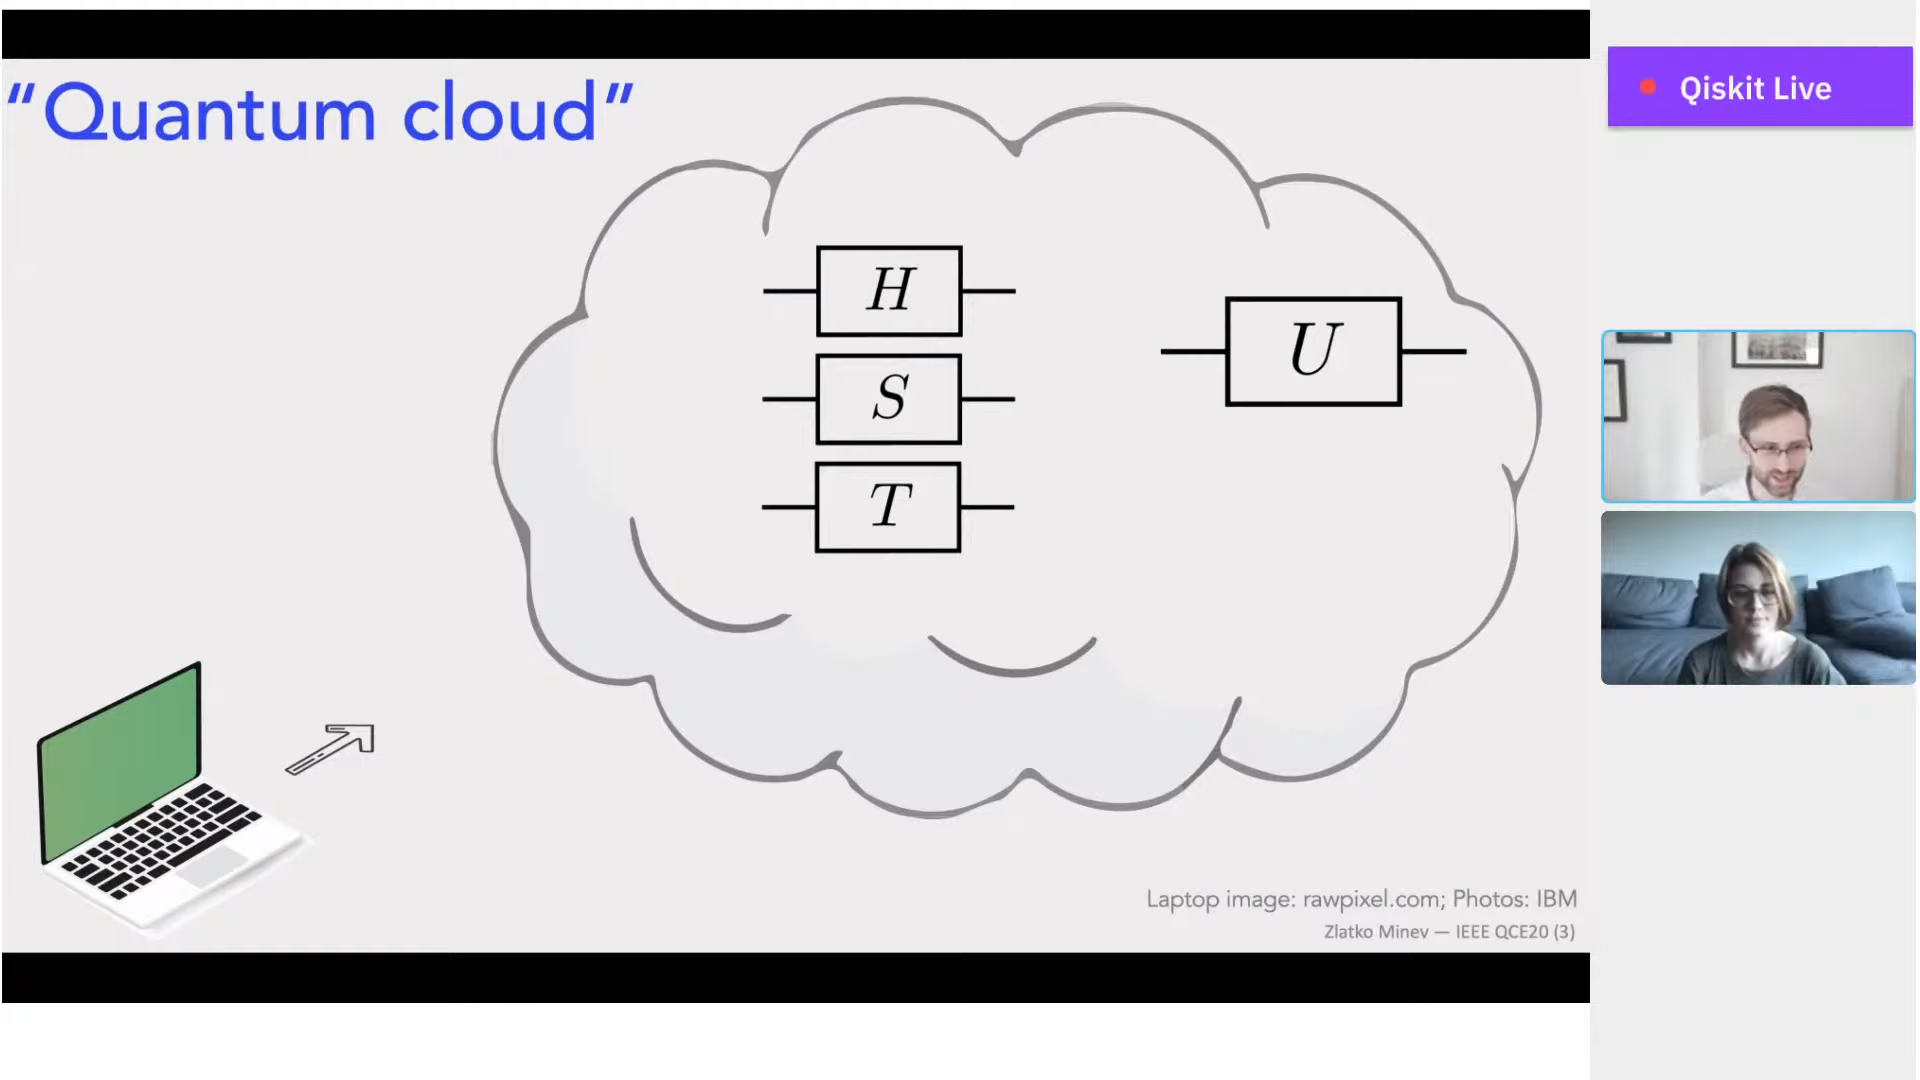 “Quantum cloud”
H
S
T
U
Laptop image: rawpixel.com; Photos: IBM
Zlatko Minev — IEEE QCE20 (3)
Qiskit Live